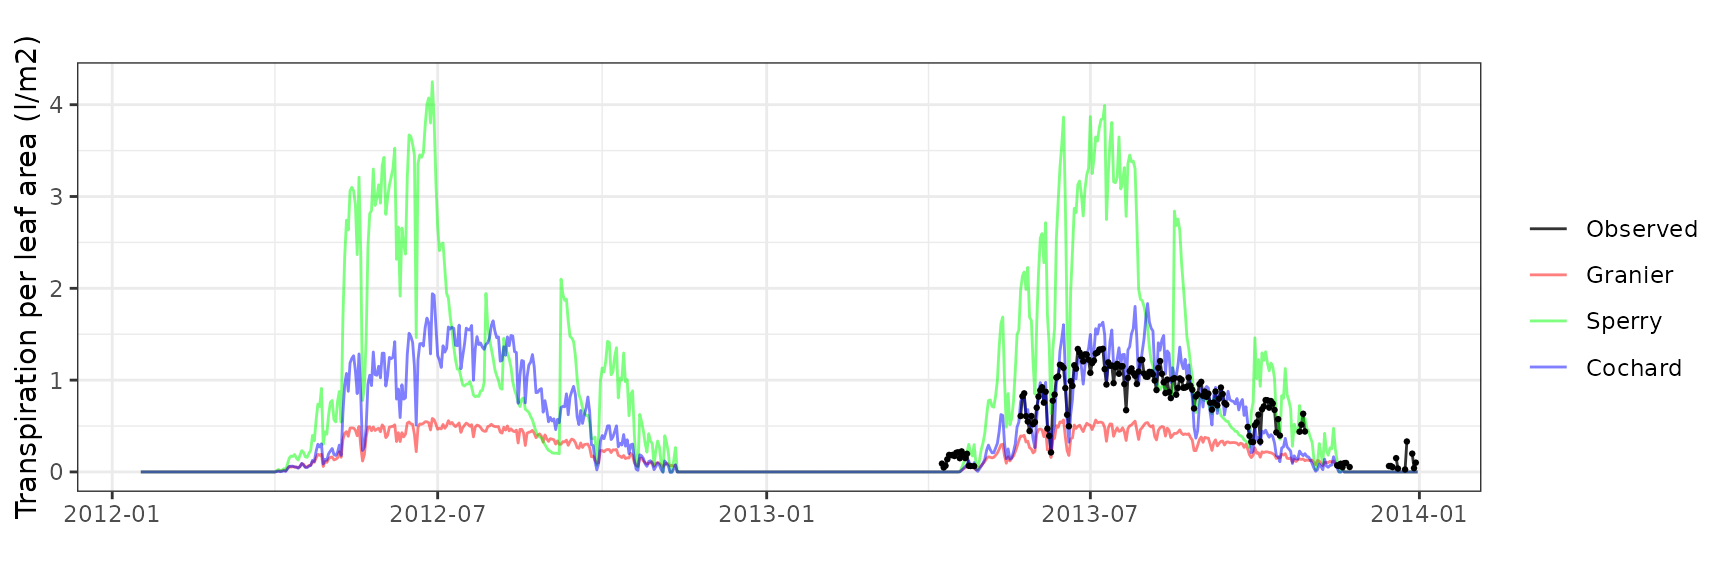 Transpiration per leaf area (l/m2)
4
3
2
1
0
2012-01
2012-07
2013-01
2013-07
2014-01
Observed
Granier
Sperry
Cochard